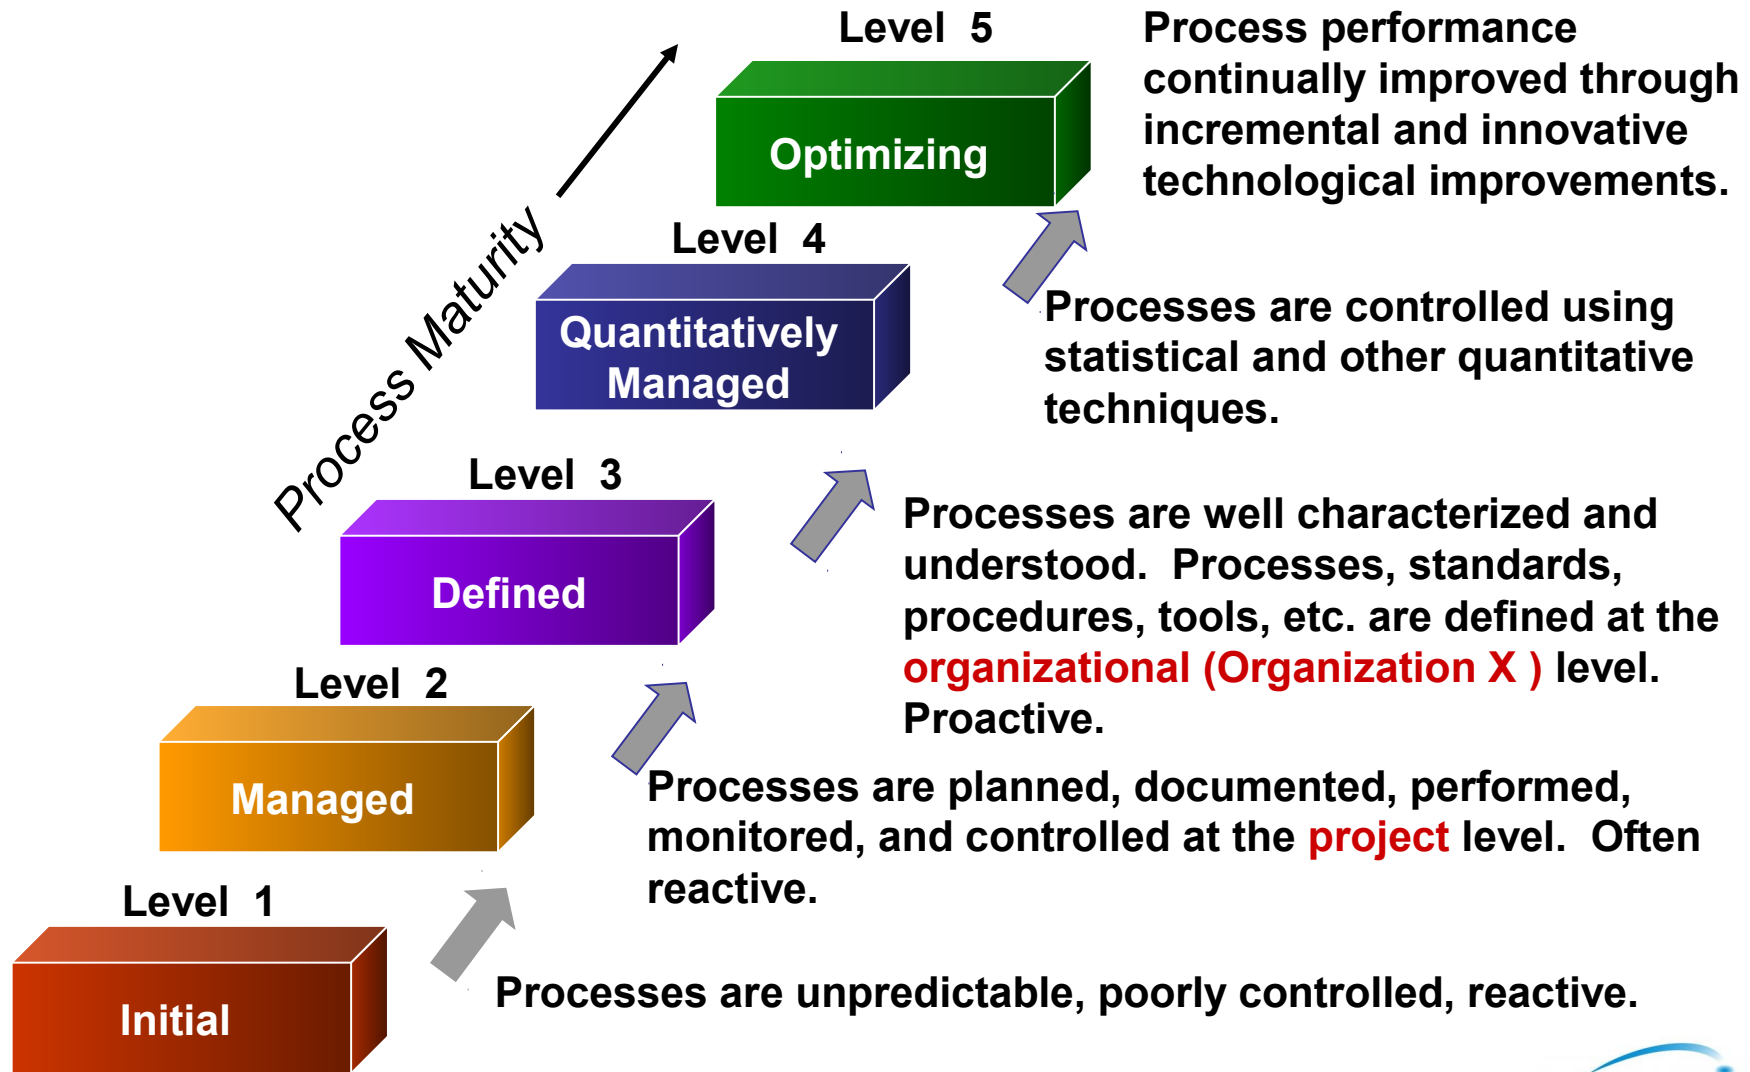 Level 5
Optimizing
Process performance
continually improved through
incremental and innovative
technological improvements.
Process Maturity
Level 4
Quantitatively
Managed
Processes are controlled using
statistical and other quantitative
techniques.
Level 3
Defined
Processes are well characterized and
understood. Processes, standards,
procedures, tools, etc. are defined at the
organizational (Organization X ) level.
Proactive.
Level 2
Managed
Processes are planned, documented, performed,
monitored, and controlled at the project level. Often
reactive.
Level 1
Initial
Processes are unpredictable, poorly controlled, reactive.